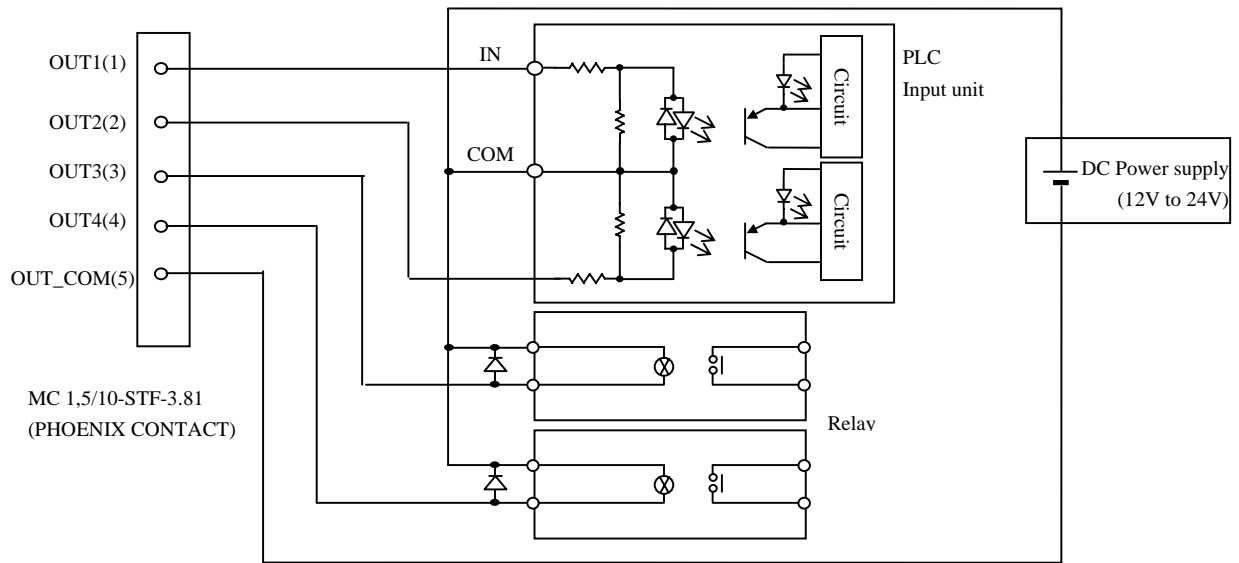 OUT1(1)
OUT2(2)
OUT3(3)
OUT4(4)
OUT_COM(5)
MC 1,5/10-STF-3.81
(PHOENIX CONTACT)
IN
COM
Circuit
Circuit
PLC
Input unit
Relay
DC Power supply
(12V to 24V)